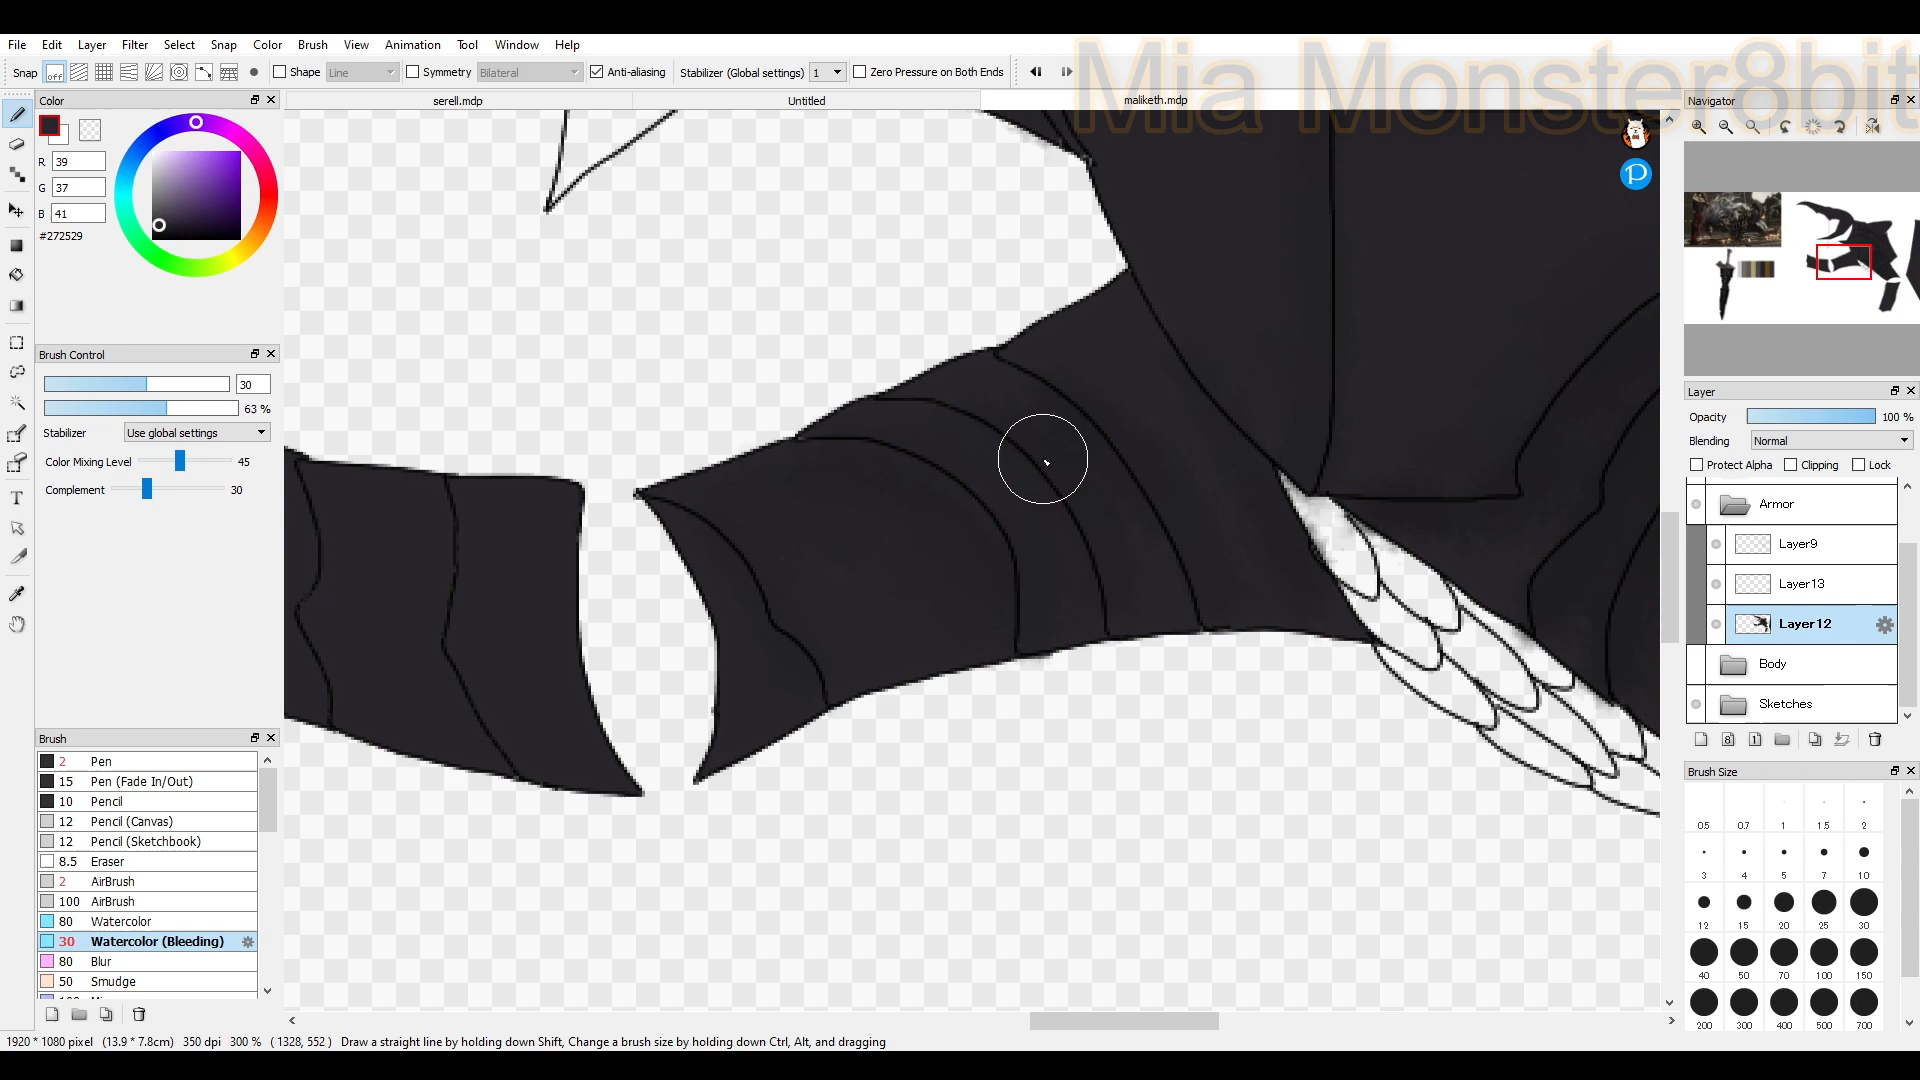 Mia Monster8bit
File Edit Layer Filter Select Snap Color Brush View Animation Tool Window Help
Snap off Shape Line Symmetry Bilateral Anti-aliasing Stabilizer (Global settings) 1 Zero Pressure on Both Ends
Color
serell.mdp Untitled maliketh.mdp
Navigator
R 39
G 37
B 41
#272529
Brush Control
30
63 %
Stabilizer Use global settings
Color Mixing Level 45
Complement 30
Layer
Opacity 100 %
Blending Normal
Protect Alpha Clipping Lock
Armor
Layer9
Layer13
Layer12
Body
Sketches
Brush
2 Pen
15 Pen (Fade In/Out)
10 Pencil
12 Pencil (Canvas)
12 Pencil (Sketchbook)
8.5 Eraser
2 AirBrush
100 AirBrush
80 Watercolor
30 Watercolor (Bleeding)
80 Blur
50 Smudge
8 1
Brush Size
0.5 0.7 1 1.5 2
3 4 5 7 10
12 15 20 25 30
40 50 70 100 150
200 300 400 500 700
T
P
1920 * 1080 pixel (13.9 * 7.8cm) 350 dpi 300 % ( 1328, 552 ) Draw a straight line by holding down Shift, Change a brush size by holding down Ctrl, Alt, and dragging